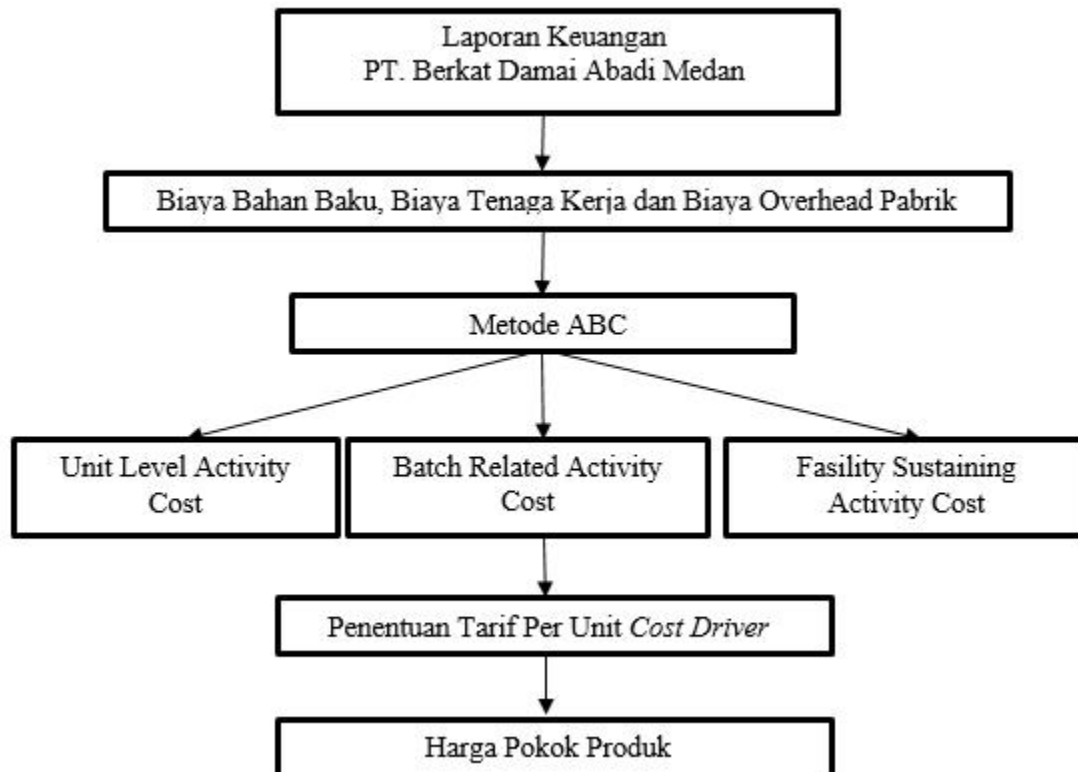 Laporan Keuangan
PT. Berkat Damai Abadi Medan
Biaya Bahan Baku, Biaya Tenaga Kerja dan Biaya Overhead Pabrik
Metode ABC
Unit Level Activity
Cost
Batch Related Activity
Cost
Fasility Sustaining
Activity Cost
Penentuan Tarif Per Unit Cost Driver
Harga Pokok Produk